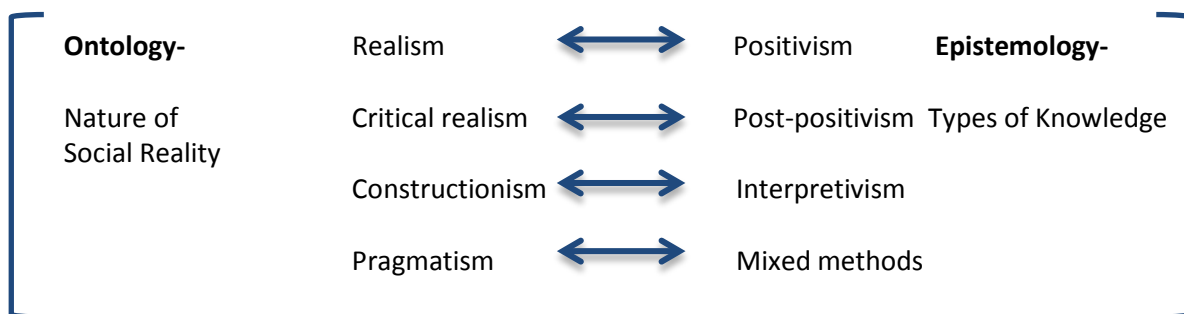 Ontology- Realism Positivism Epistemology-
Nature of Critical realism Post-positivism Types of Knowledge
Social Reality
Constructionism Interpretivism
Pragmatism Mixed methods